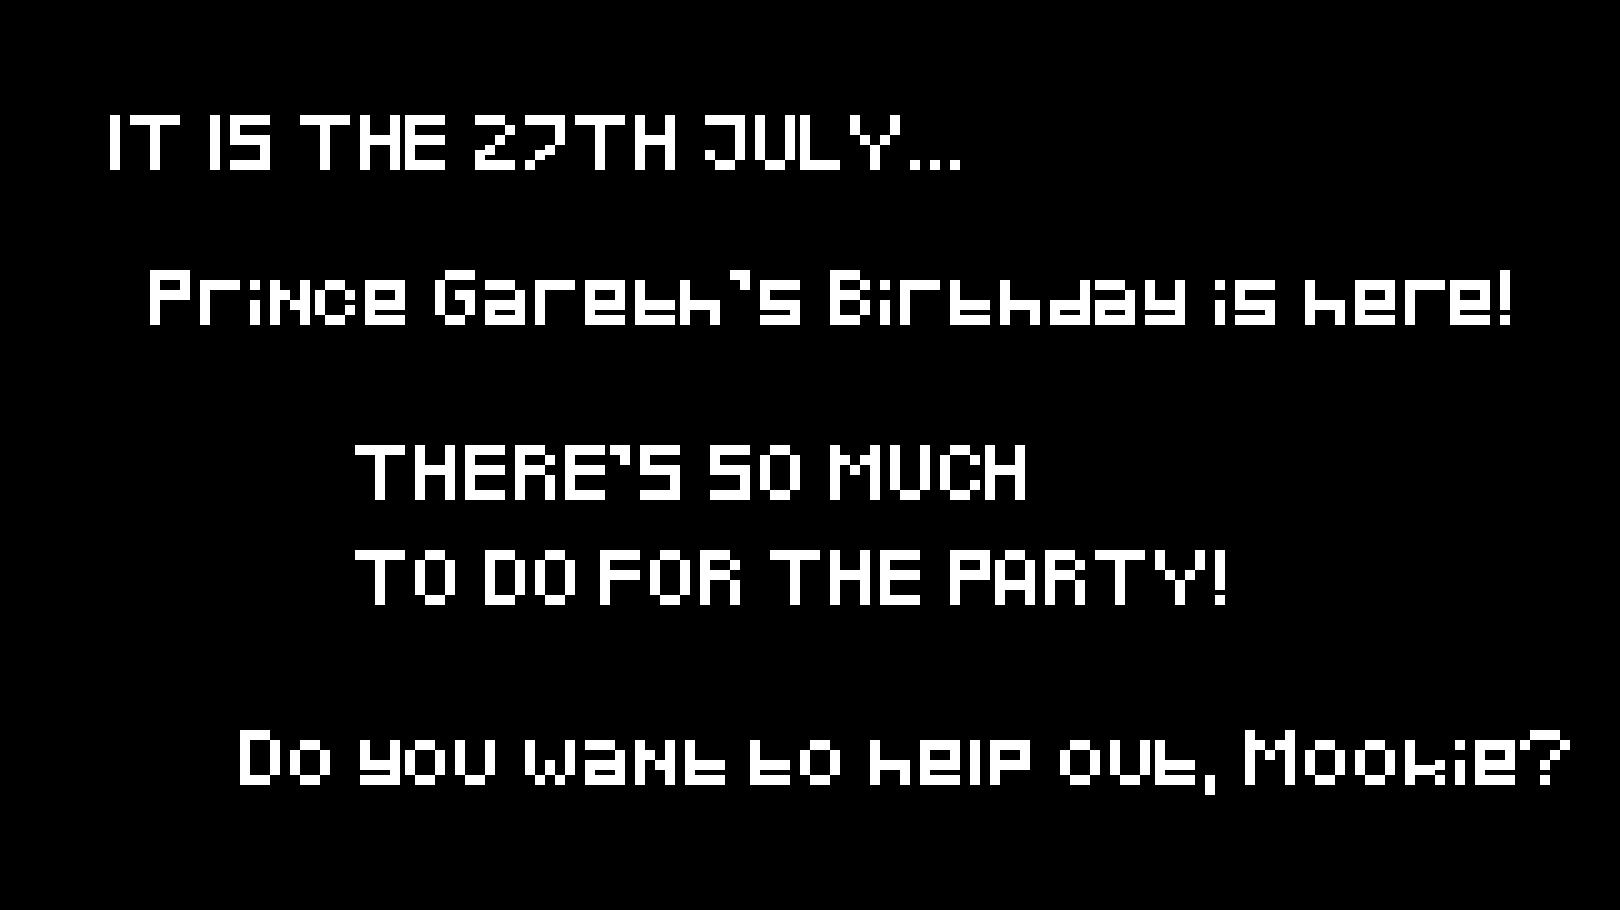 IT IS THE 27TH JULY...
Prince Gareth's Birthday is here!
THERE'S SO MUCH
TO DO FOR THE PARTY!
Do you want to help out, Mookie?